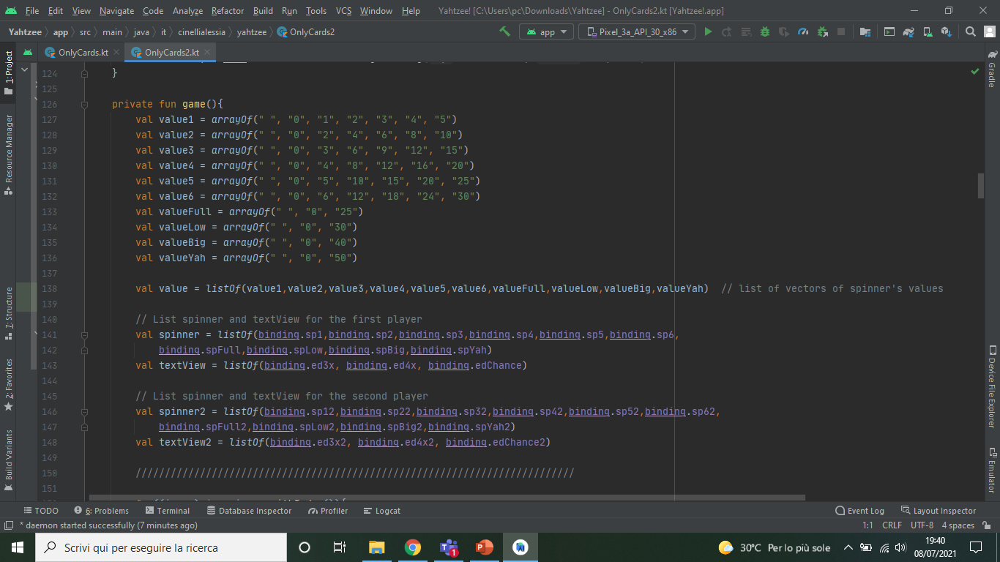 File Edit View Navigate Code Analyze Refactor Build Run Tools VCS Window Help Yahtzee! [C:\Users\pc\Downloads\Yahtzee] - OnlyCards2.kt [Yahtzee!.app]
Yahtzee app src main java it cinellialessia yahtzee OnlyCards2 app Pixel_3a_API_30_x86
OnlyCards.kt OnlyCards2.kt
1: Project
Resource Manager
7: Structure
2: Favorites
Build Variants
124 }
125
126 private fun game(){
127 val value1 = arrayOf(" ", "0", "1", "2", "3", "4", "5")
128 val value2 = arrayOf(" ", "0", "2", "4", "6", "8", "10")
129 val value3 = arrayOf(" ", "0", "3", "6", "9", "12", "15")
130 val value4 = arrayOf(" ", "0", "4", "8", "12", "16", "20")
131 val value5 = arrayOf(" ", "0", "5", "10", "15", "20", "25")
132 val value6 = arrayOf(" ", "0", "6", "12", "18", "24", "30")
133 val valueFull = arrayOf(" ", "0", "25")
134 val valueLow = arrayOf(" ", "0", "30")
135 val valueBig = arrayOf(" ", "0", "40")
136 val valueYah = arrayOf(" ", "0", "50")
137
138 val value = listOf(value1,value2,value3,value4,value5,value6,valueFull,valueLow,valueBig,valueYah) // list of vectors of spinner's values
139
140 // List spinner and textView for the first player
141 val spinner = listOf(binding.sp1,binding.sp2,binding.sp3,binding.sp4,binding.sp5,binding.sp6,
142 binding.spFull,binding.spLow,binding.spBig,binding.spYah)
143 val textView = listOf(binding.ed3x, binding.ed4x, binding.edChance)
144
145 // List spinner and textView for the second player
146 val spinner2 = listOf(binding.sp12,binding.sp22,binding.sp32,binding.sp42,binding.sp52,binding.sp62,
147 binding.spFull2,binding.spLow2,binding.spBig2,binding.spYah2)
148 val textView2 = listOf(binding.ed3x2, binding.ed4x2, binding.edChance2)
149
150 ///////////////////////////////////////////////////////////////////////////
151
Gradle
Device File Explorer
Emulator
TODO 6: Problems Terminal Database Inspector Profiler Logcat Event Log Layout Inspector
* daemon started successfully (7 minutes ago) 1:1 CRLF UTF-8 4 spaces
Scrivi qui per eseguire la ricerca 1 30°C Per lo più sole 19:40
08/07/2021